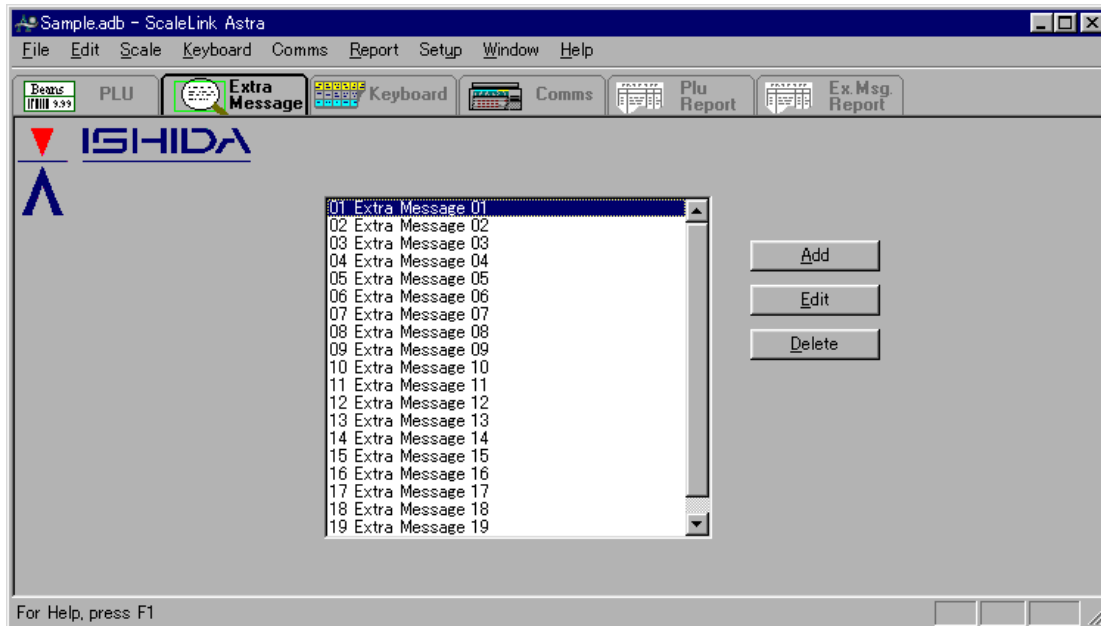 Sample.adb - ScaleLink Astra
File Edit Scale Keyboard Comms Report Setup Window Help
Beans 9.99 PLU Extra Message Keyboard Comms Plu Report Ex.Msg. Report
ISHIDA
01 Extra Message 01
02 Extra Message 02
03 Extra Message 03
04 Extra Message 04
05 Extra Message 05
06 Extra Message 06
07 Extra Message 07
08 Extra Message 08
09 Extra Message 09
10 Extra Message 10
11 Extra Message 11
12 Extra Message 12
13 Extra Message 13
14 Extra Message 14
15 Extra Message 15
16 Extra Message 16
17 Extra Message 17
18 Extra Message 18
19 Extra Message 19
Add
Edit
Delete
For Help, press F1